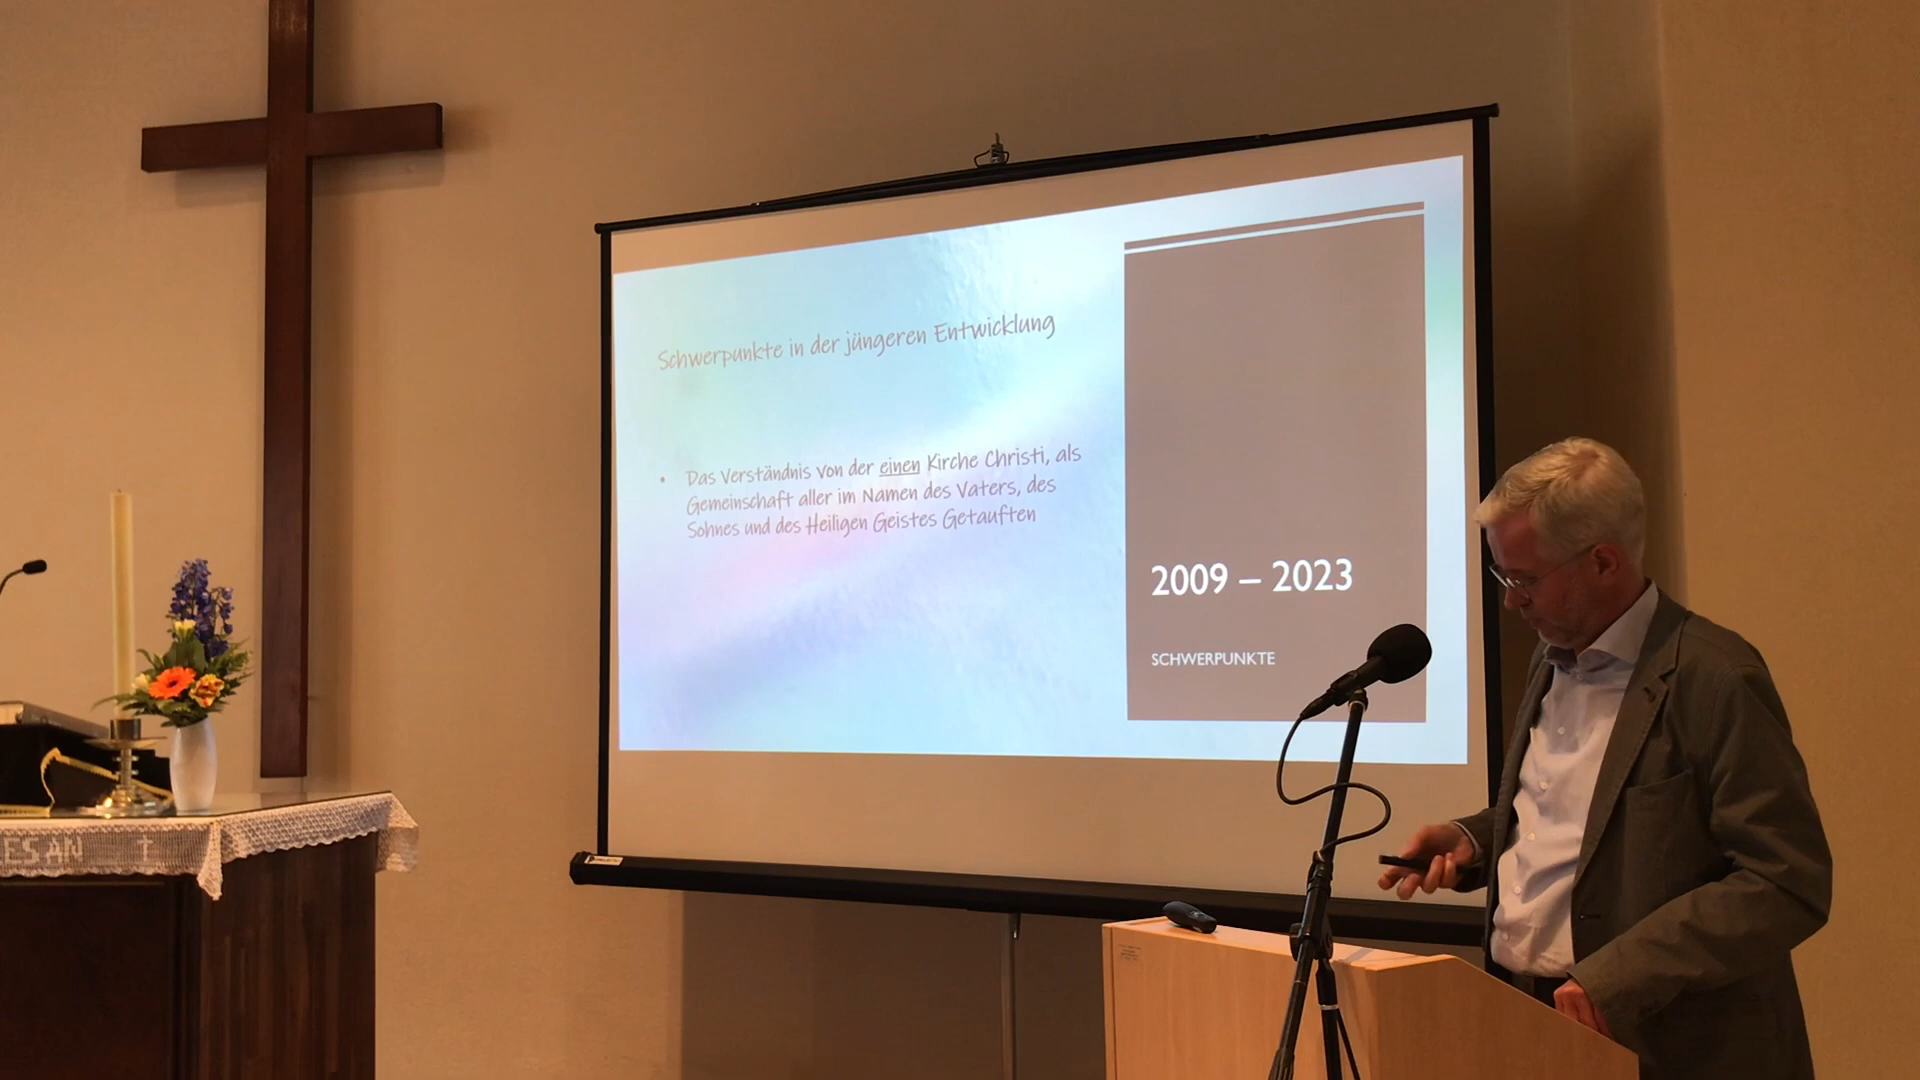 Schwerpunkte in der jüngeren Entwicklung
• Das Verständnis von der einen Kirche Christi, als
Gemeinschaft aller im Namen des Vaters, des
Sohnes und des Heiligen Geistes Getauften
2009 – 2023
SCHWERPUNKTE
ESAN